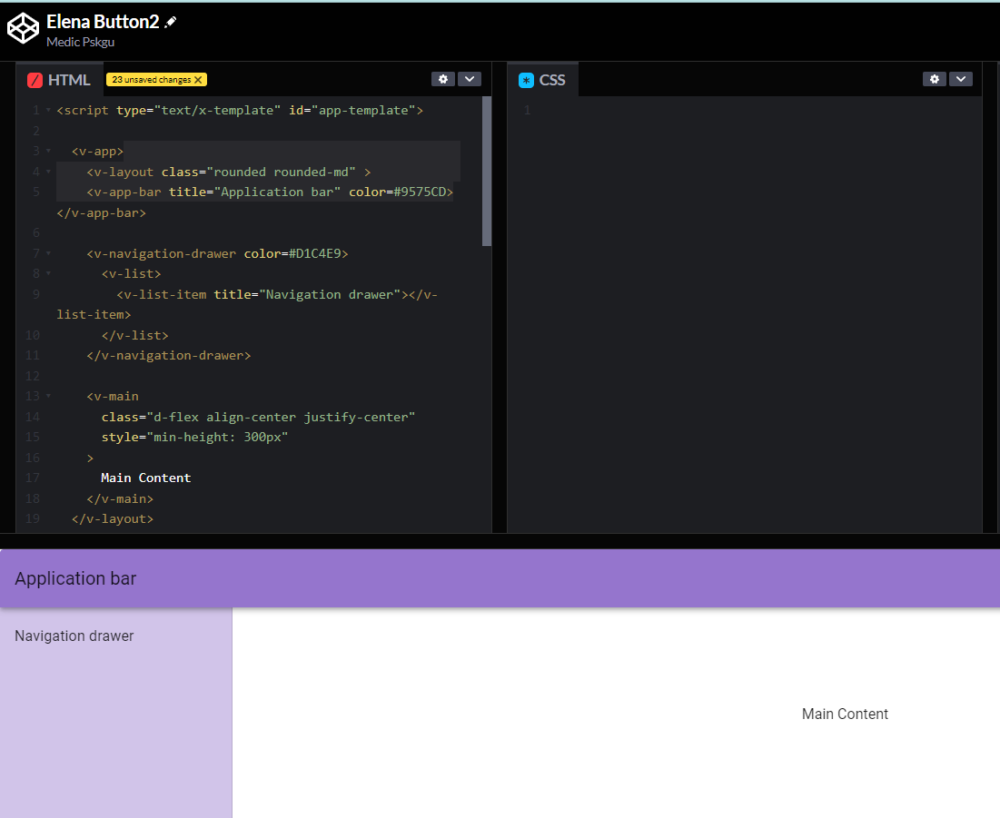 Elena Button2
Medic Pskgu
HTML
23 unsaved changes X
CSS
1 <script type="text/x-template" id="app-template">
2
3 <v-app>
4 <v-layout class="rounded rounded-md" >
5 <v-app-bar title="Application bar" color=#9575CD>
</v-app-bar>
6
7 <v-navigation-drawer color=#D1C4E9>
8 <v-list>
9 <v-list-item title="Navigation drawer"></v-
list-item>
10 </v-list>
11 </v-navigation-drawer>
12
13 <v-main
14 class="d-flex align-center justify-center"
15 style="min-height: 300px"
16 >
17 Main Content
18 </v-main>
19 </v-layout>
1
Application bar
Navigation drawer
Main Content